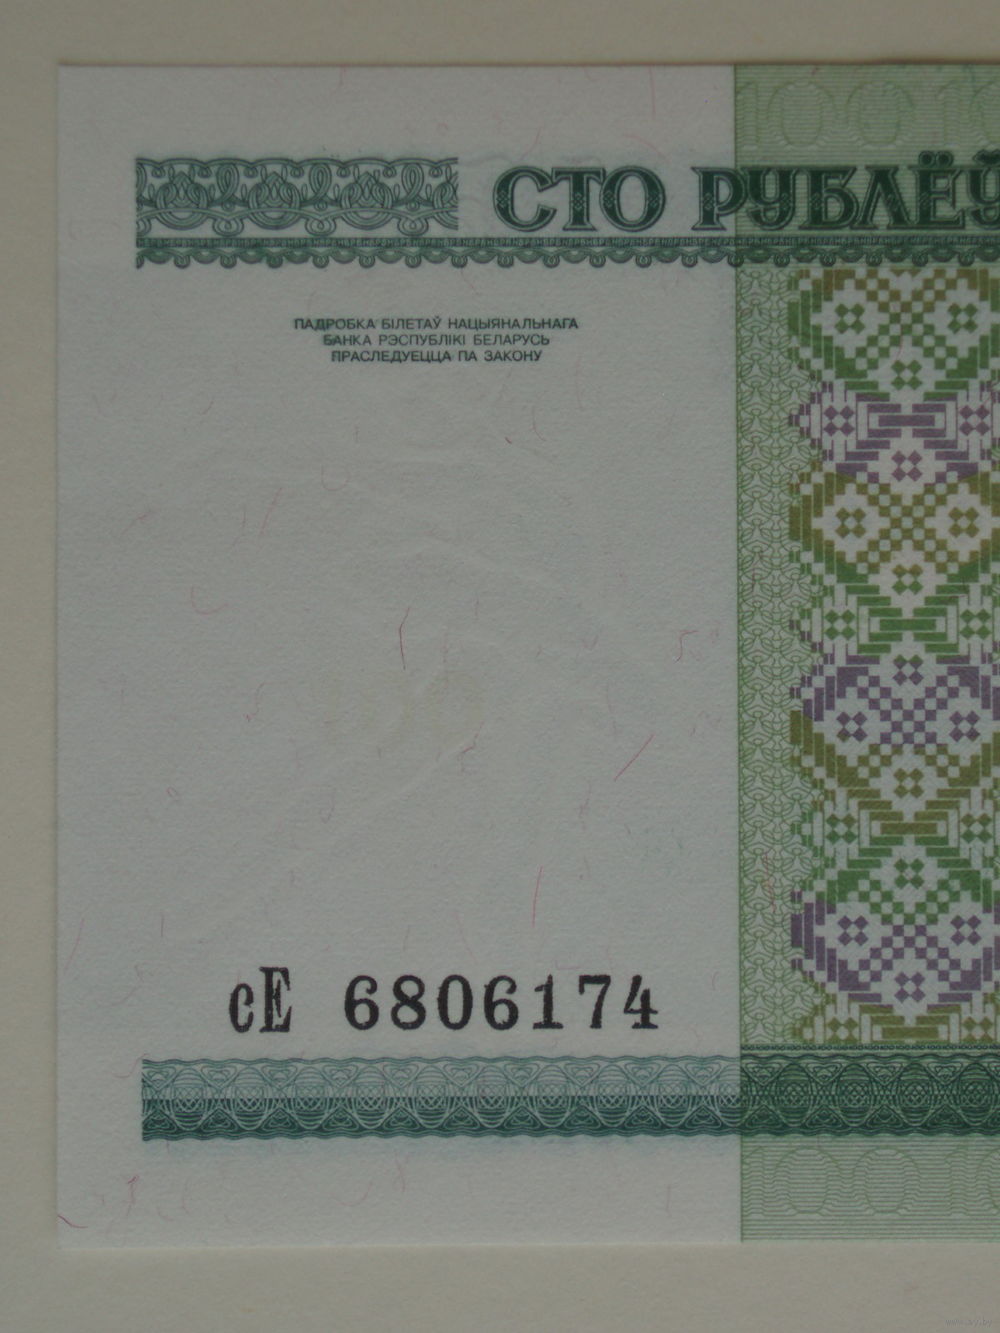 СТО РУБЛЁЎ
ПАДРОБКА БІЛЕТАЎ НАЦЫЯНАЛЬНАГА
БАНКА РЭСПУБЛІКІ БЕЛАРУСЬ
ПРАСЛЕДУЕЦЦА ПА ЗАКОНУ
сЕ 6806174